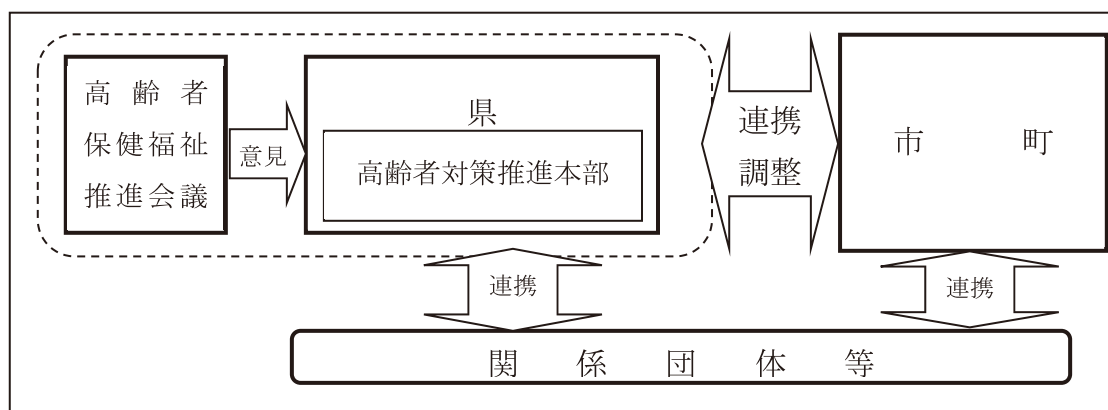 高齢者
保健福祉
推進会議
意見
県
高齢者対策推進本部
連携
調整
市町
連携
連携
関係団体等